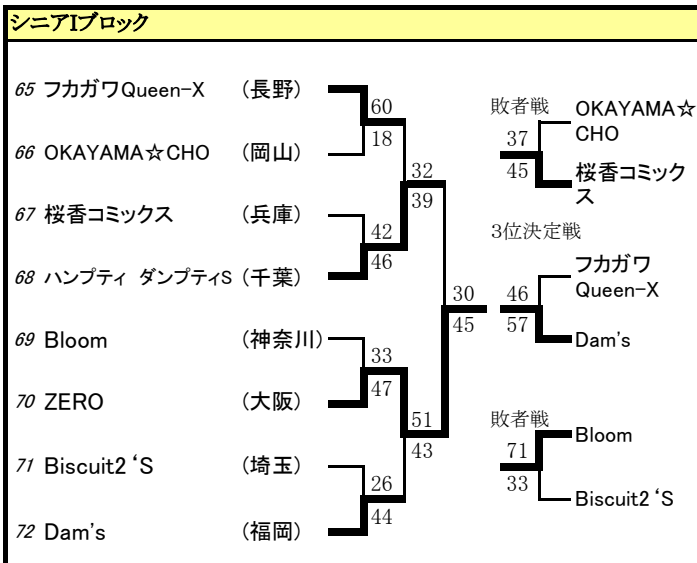 シニアIブロック
65 フカガワQueen-X (長野)
60
18
66 OKAYAMA☆CHO (岡山)
32
39
67 桜香コミックス (兵庫)
42
46
68 ハンプティ ダンプティS (千葉)
30
45
69 Bloom (神奈川)
33
47
70 ZERO (大阪)
51
43
71 Biscuit2‘S (埼玉)
26
44
72 Dam's (福岡)
敗者戦
OKAYAMA☆
CHO
37
45
桜香コミック
ス
3位決定戦
フカガワ
Queen-X
46
57
Dam's
敗者戦
Bloom
71
33
Biscuit2‘S